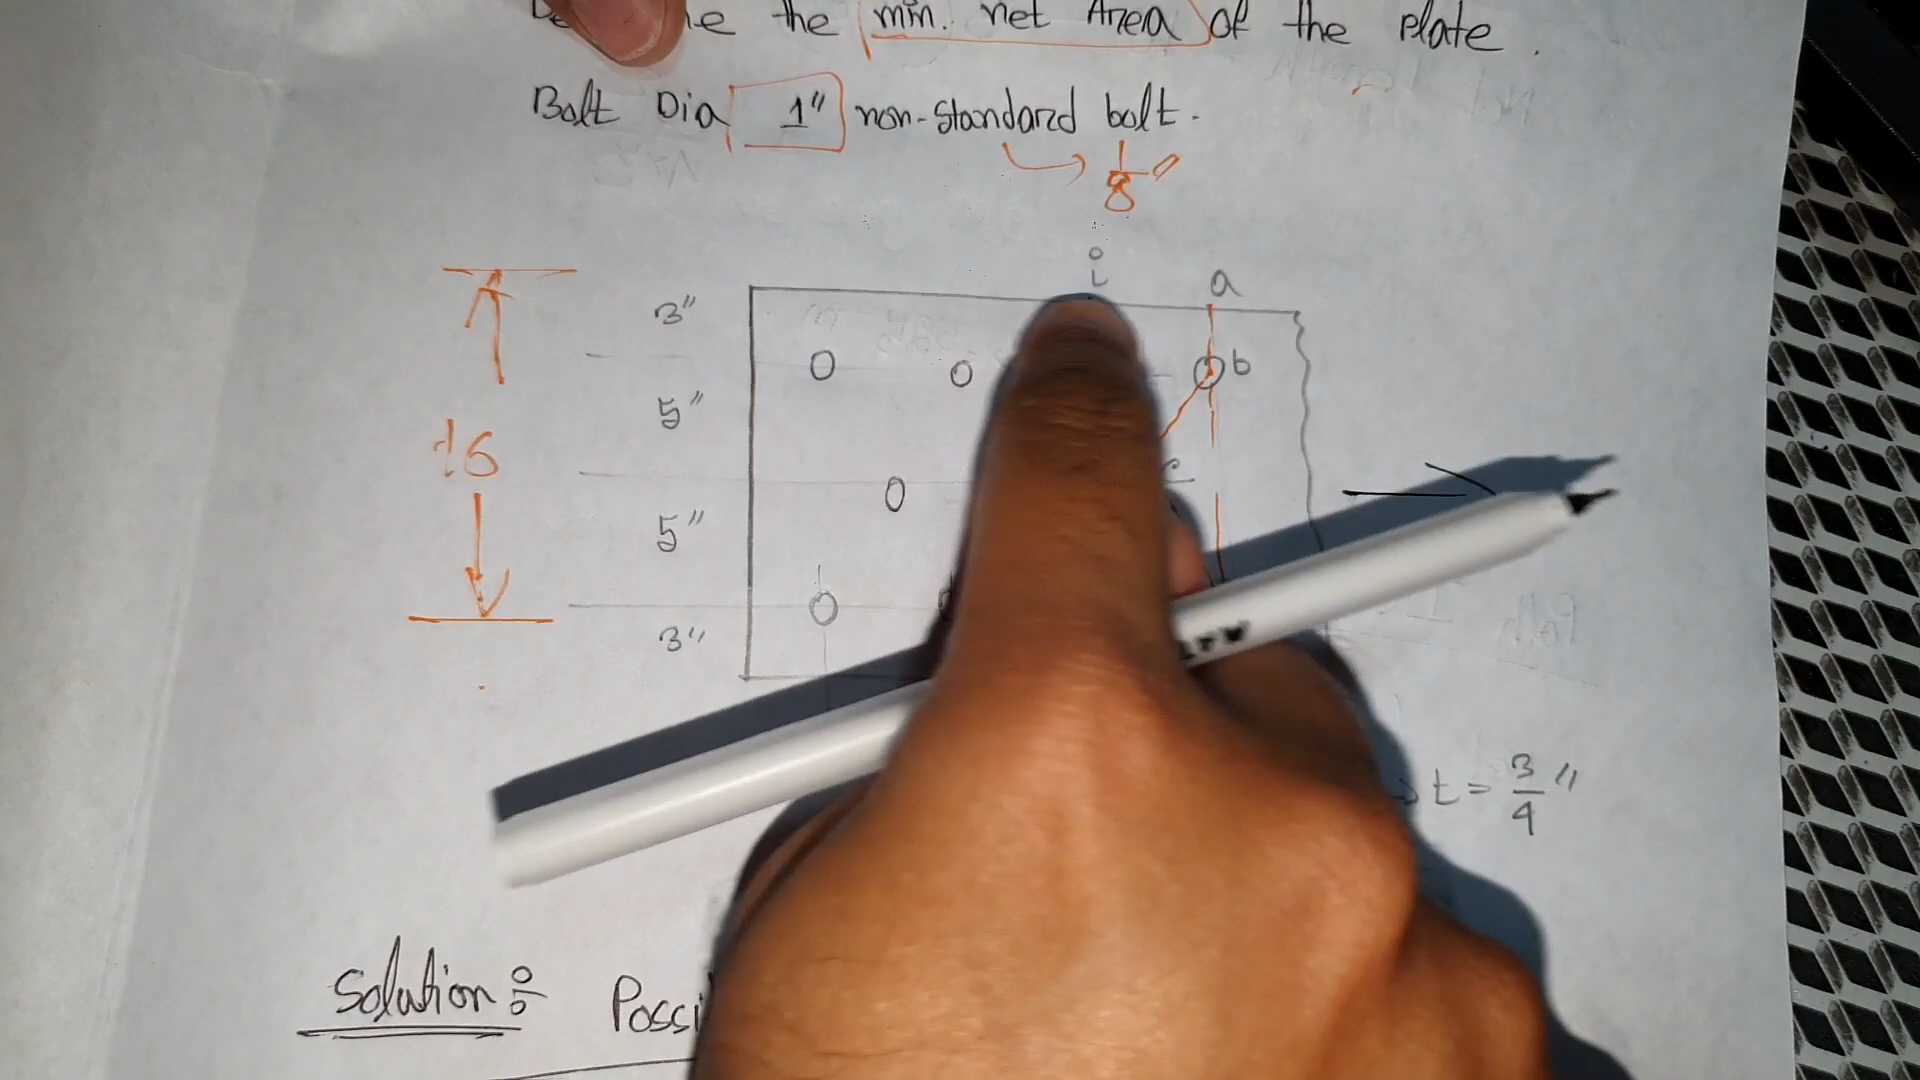 the min. net Area of the plate.
Bolt Dia 1" non-standard bolt.
1/8"
i a
3"
b
5"
16
c
5"
3"
t = 3/4"
Solution: